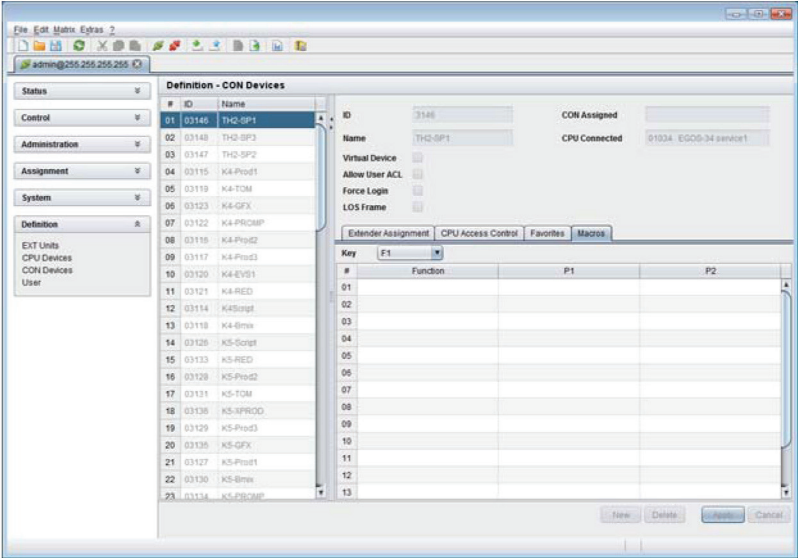 File Edit Matrix Extras ?
admin@255.255.255.255
Status
Control
Administration
Assignment
System
Definition
EXT Units
CPU Devices
CON Devices
User
Definition - CON Devices
# ID Name
01 03146 TH2-SP1
02 03148 TH2-SP3
03 03147 TH2-SP2
04 03115 K4-Prod1
05 03119 K4-TOM
06 03123 K4-GFX
07 03122 K4-PROMP
08 03116 K4-Prod2
09 03117 K4-Prod3
10 03120 K4-EVS1
11 03121 K4-RED
12 03114 K4Script
13 03118 K4-Bmix
14 03126 K5-Script
15 03133 K5-RED
16 03128 K5-Prod2
17 03131 K5-TOM
18 03136 K5-XPROD
19 03129 K5-Prod3
20 03135 K5-GFX
21 03127 K5-Prod1
22 03130 K5-Bmix
23 03134 K5-PROMP
ID 3146 CON Assigned
Name TH2-SP1 CPU Connected 01034 EGDS-34 service1
Virtual Device
Allow User ACL
Force Login
LOS Frame
Extender Assignment CPU Access Control Favorites Macros
Key F1
# Function P1 P2
01
02
03
04
05
06
07
08
09
10
11
12
13
New Delete Apply Cancel